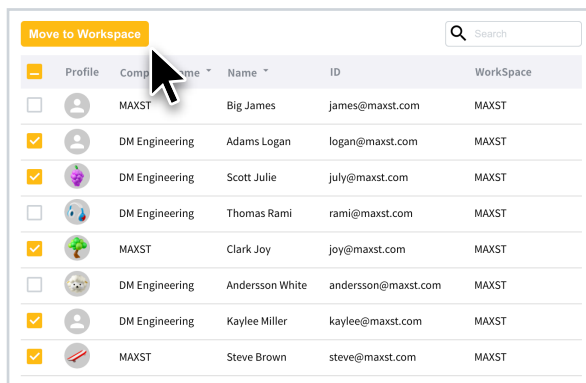 Move to Workspace
Search
Profile Name ID WorkSpace
MAXST Big James james@maxst.com MAXST
DM Engineering Adams Logan logan@maxst.com MAXST
DM Engineering Scott Julie july@maxst.com MAXST
DM Engineering Thomas Rami rami@maxst.com MAXST
MAXST Clark Joy joy@maxst.com MAXST
DM Engineering Andersson White andersson@maxst.com MAXST
DM Engineering Kaylee Miller kaylee@maxst.com MAXST
MAXST Steve Brown steve@maxst.com MAXST